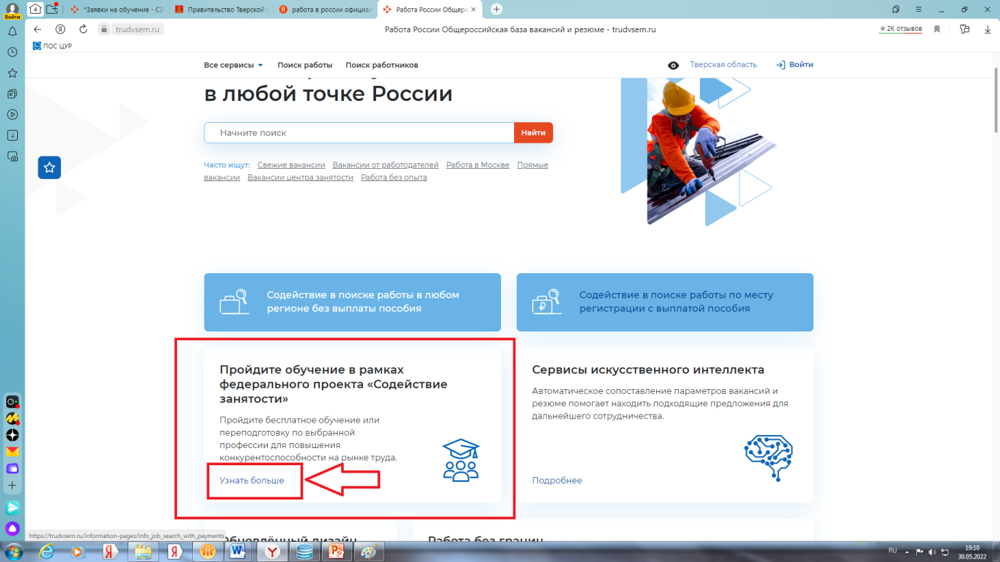 4
*Заявки на обучение - СЗ
Правительство Тверской с
работа в россии официал
Работа России Общерос
Войти
trudvsem.ru
Работа России Общероссийская база вакансий и резюме - trudvsem.ru
★ 2К отзывов
ПОС ЦУР
Все сервисы
Поиск работы
Поиск работников
Тверская область
Войти
в любой точке России
Начните поиск
Найти
Часто ищут: Свежие вакансии Вакансии от работодателей Работа в Москве Прямые
вакансии Вакансии центра занятости Работа без опыта
4
Содействие в поиске работы в любом
регионе без выплаты пособия
Содействие в поиске работы по месту
регистрации с выплатой пособия
Пройдите обучение в рамках
федерального проекта «Содействие
занятости»
Пройдите бесплатное обучение или
переподготовку по выбранной
профессии для повышения
конкурентоспособности на рынке труда.
Узнать больше
Сервисы искусственного интеллекта
Автоматическое сопоставление параметров вакансий и
резюме помогает находить подходящие предложения для
дальнейшего сотрудничества.
Подробнее
https://trudvsem.ru/information-pages/info_job_search_with_payments
Обновлённый дизайн
Работа без границ
RU
19:10
30.05.2022